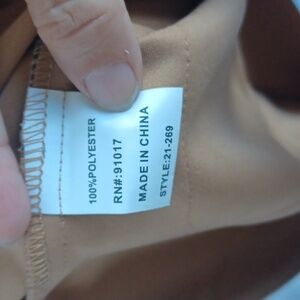 100%POLYESTER
RN#:91017
MADE IN CHINA
STYLE:21-269